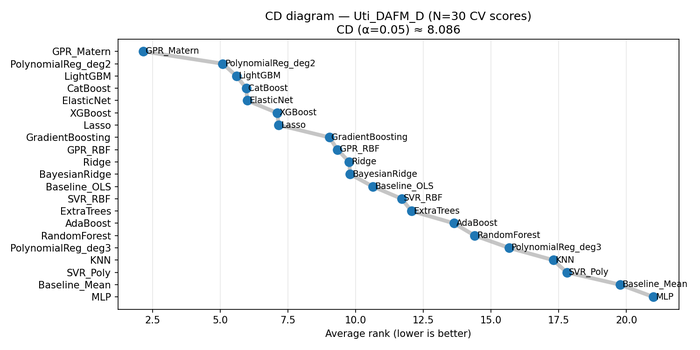 CD diagram — Uti_DAFM_D (N=30 CV scores)
CD (α=0.05) ≈ 8.086
GPR_Matern GPR_Matern
PolynomialReg_deg2 PolynomialReg_deg2
LightGBM LightGBM
CatBoost CatBoost
ElasticNet ElasticNet
XGBoost XGBoost
Lasso Lasso
GradientBoosting GradientBoosting
GPR_RBF GPR_RBF
Ridge Ridge
BayesianRidge BayesianRidge
Baseline_OLS Baseline_OLS
SVR_RBF SVR_RBF
ExtraTrees ExtraTrees
AdaBoost AdaBoost
RandomForest RandomForest
PolynomialReg_deg3 PolynomialReg_deg3
KNN KNN
SVR_Poly SVR_Poly
Baseline_Mean Baseline_Mean
MLP MLP
2.5 5.0 7.5 10.0 12.5 15.0 17.5 20.0
Average rank (lower is better)